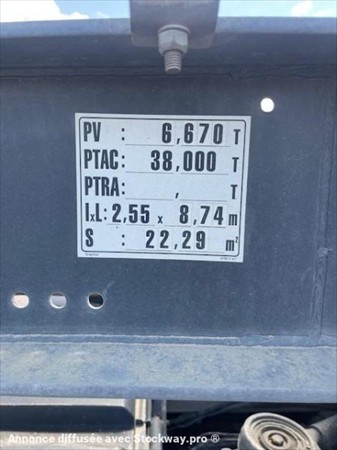 PV : 6,670 T
PTAC: 38,000 T
PTRA: , T
IxL: 2,55 x 8,74 m
S : 22,29 m²
Annonce diffusée avec Stockway.pro ®